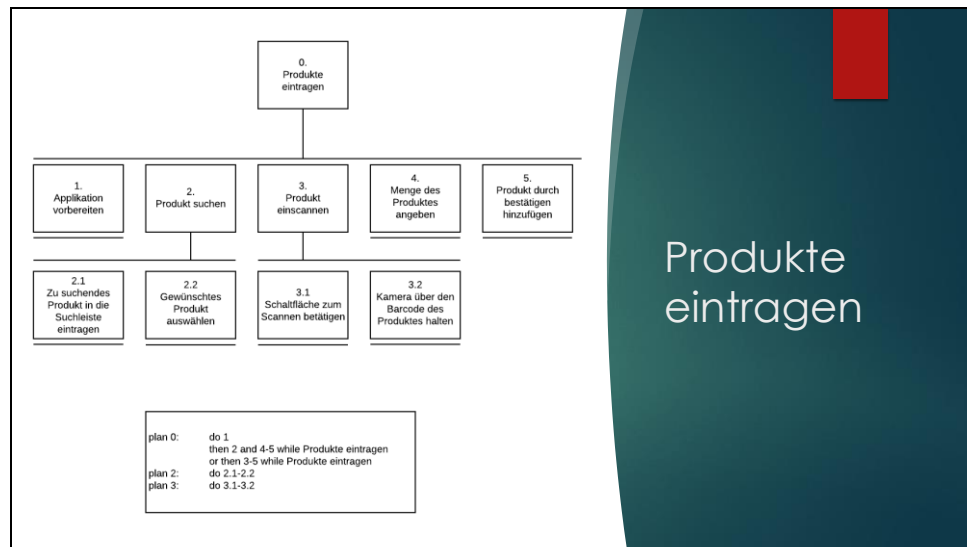 0.
Produkte
eintragen
1.
Applikation
vorbereiten
2.
Produkt suchen
3.
Produkt
einscannen
4.
Menge des
Produktes
angeben
5.
Produkt durch
bestätigen
hinzufügen
2.1
Zu suchendes
Produkt in die
Suchleiste
eintragen
2.2
Gewünschtes
Produkt
auswählen
3.1
Schaltfläche zum
Scannen betätigen
3.2
Kamera über den
Barcode des
Produktes halten
plan 0: do 1
then 2 and 4-5 while Produkte eintragen
or then 3-5 while Produkte eintragen
plan 2: do 2.1-2.2
plan 3: do 3.1-3.2
Produkte
eintragen